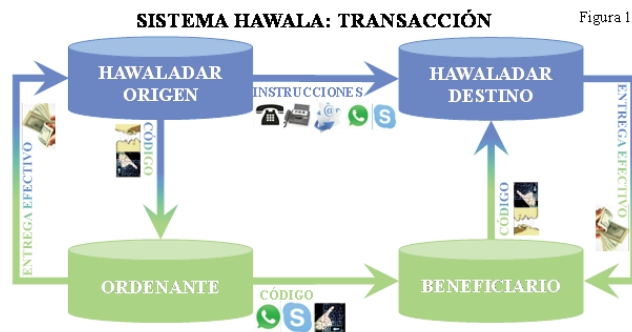 SISTEMA HAWALA: TRANSACCIÓN
Figura 1
HAWALADAR
ORIGEN
INSTRUCCIONES
HAWALADAR
DESTINO
ENTREGA EFECTIVO
CÓDIGO
CÓDIGO
ENTREGA EFECTIVO
ORDENANTE
CÓDIGO
BENEFICIARIO